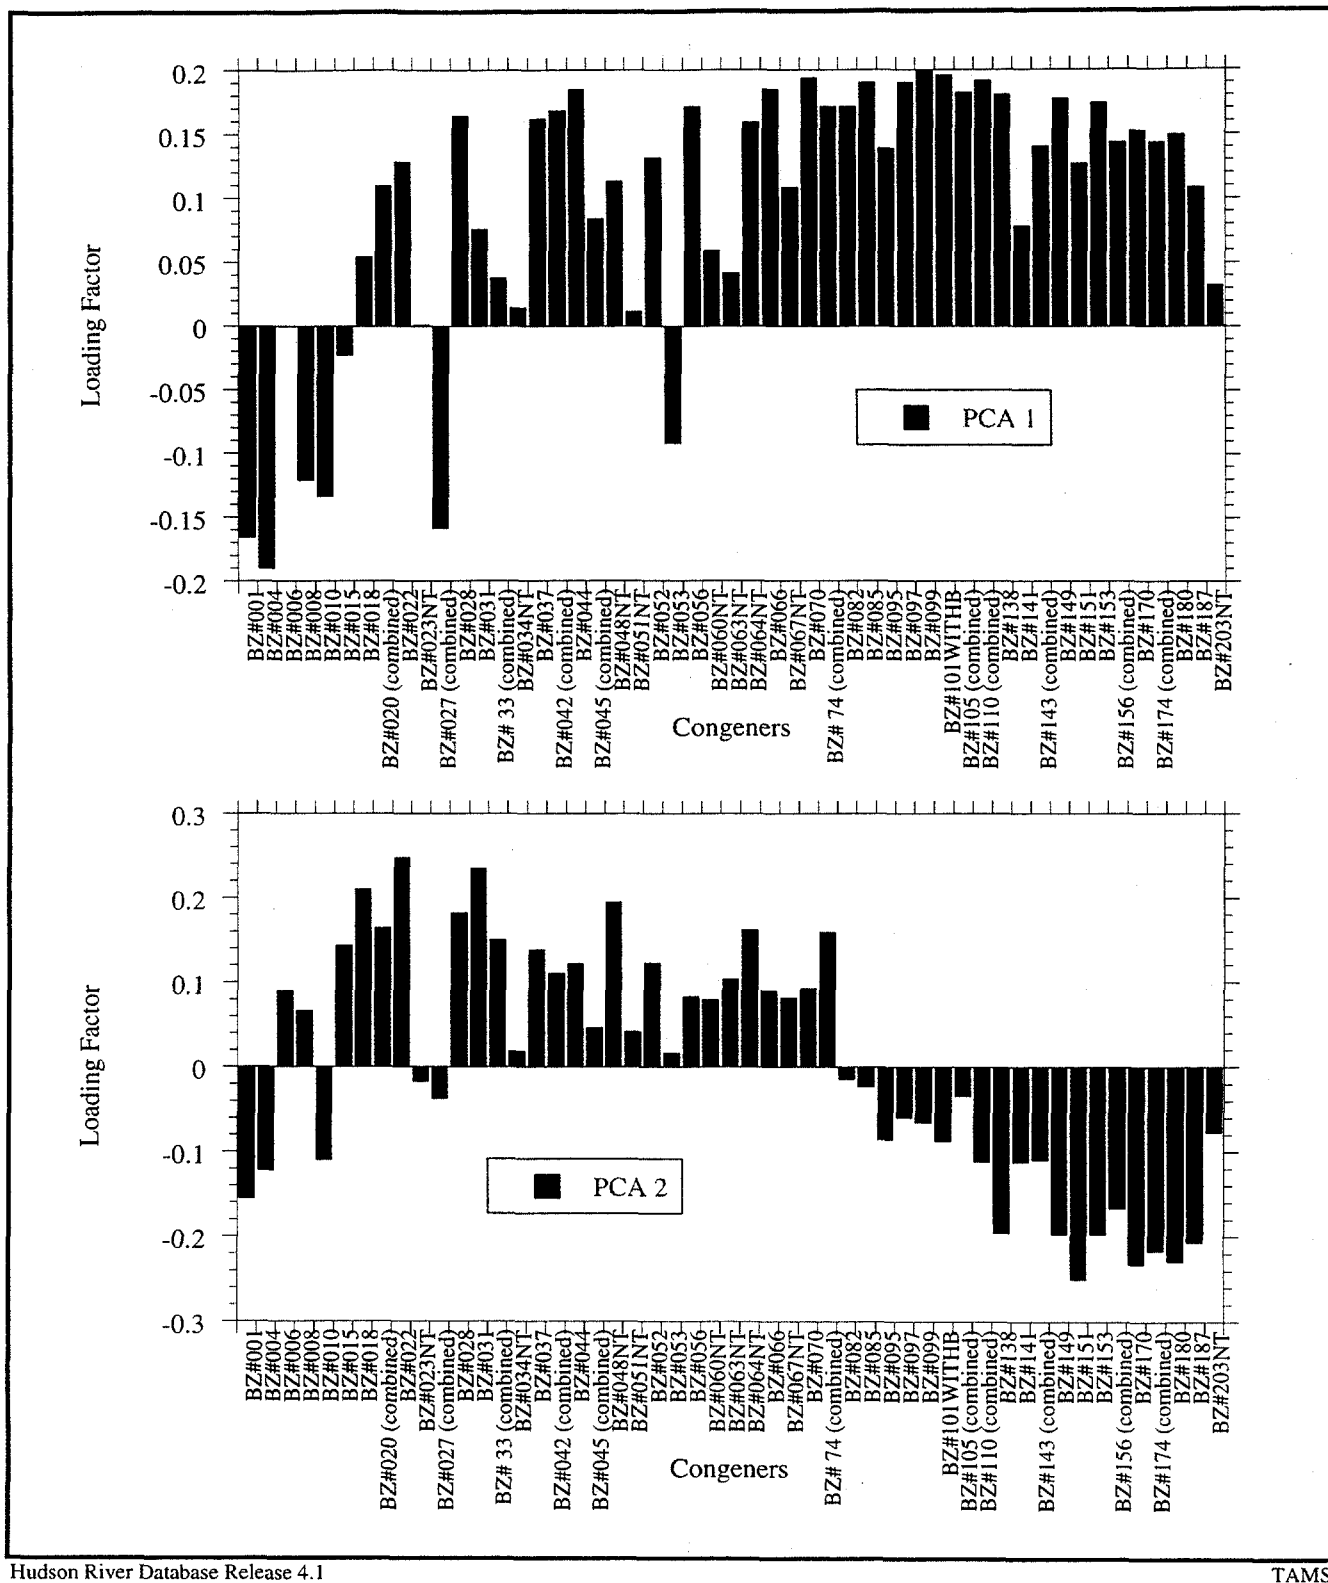 0.2
0.15
0.1
0.05
0
-0.05
-0.1
-0.15
-0.2
Loading Factor
PCA 1
BZ#001
BZ#004
BZ#006
BZ#008
BZ#010
BZ#015
BZ#018
BZ#020 (combined)
BZ#022
BZ#023NT
BZ#027 (combined)
BZ#028
BZ#031
BZ# 33 (combined)
BZ#034NT
BZ#037
BZ#042 (combined)
BZ#044
BZ#045 (combined)
BZ#048NT
BZ#051NT
BZ#052
BZ#053
BZ#056
BZ#060NT
BZ#063NT
BZ#064NT
BZ#066
BZ#067NT
BZ#070
BZ# 74 (combined)
BZ#082
BZ#085
BZ#095
BZ#097
BZ#099
BZ#101WITHB
BZ#105 (combined)
BZ#110 (combined)
BZ#138
BZ#141
BZ#143 (combined)
BZ#149
BZ#151
BZ#153
BZ#156 (combined)
BZ#170
BZ#174 (combined)
BZ#180
BZ#187
BZ#203NT
Congeners
0.3
0.2
0.1
0
-0.1
-0.2
-0.3
Loading Factor
PCA 2
BZ#001
BZ#004
BZ#006
BZ#008
BZ#010
BZ#015
BZ#018
BZ#020 (combined)
BZ#022
BZ#023NT
BZ#027 (combined)
BZ#028
BZ#031
BZ# 33 (combined)
BZ#034NT
BZ#037
BZ#042 (combined)
BZ#044
BZ#045 (combined)
BZ#048NT
BZ#051NT
BZ#052
BZ#053
BZ#056
BZ#060NT
BZ#063NT
BZ#064NT
BZ#066
BZ#067NT
BZ#070
BZ# 74 (combined)
BZ#082
BZ#085
BZ#095
BZ#097
BZ#099
BZ#101WITHB
BZ#105 (combined)
BZ#110 (combined)
BZ#138
BZ#141
BZ#143 (combined)
BZ#149
BZ#151
BZ#153
BZ#156 (combined)
BZ#170
BZ#174 (combined)
BZ#180
BZ#187
BZ#203NT
Congeners
Hudson River Database Release 4.1
TAMS